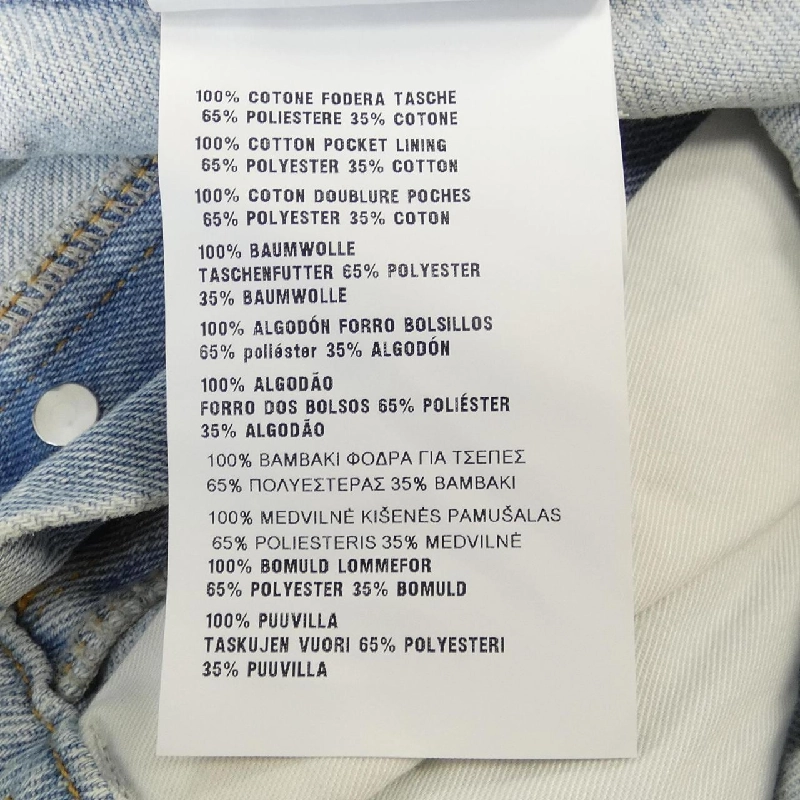 100% COTONE FODERA TASCHE
65% POLIESTERE 35% COTONE
100% COTTON POCKET LINING
65% POLYESTER 35% COTTON
100% COTON DOUBLURE POCHES
65% POLYESTER 35% COTON
100% BAUMWOLLE
TASCHENFUTTER 65% POLYESTER
35% BAUMWOLLE
100% ALGODÓN FORRO BOLSILLOS
65% poliéster 35% ALGODÓN
100% ALGODÃO
FORRO DOS BOLSOS 65% POLIÉSTER
35% ALGODÃO
100% ΒΑΜΒΑΚΙ ΦΟΔΡΑ ΓΙΑ ΤΣΕΠΕΣ
65% ΠΟΛΥΕΣΤΕΡΑΣ 35% ΒΑΜΒΑΚΙ
100% MEDVILNĖ KIŠENĖS PAMUŠALAS
65% POLIESTERIS 35% MEDVILNĖ
100% BOMULD LOMMEFOR
65% POLYESTER 35% BOMULD
100% PUUVILLA
TASKUJEN VUORI 65% POLYESTERI
35% PUUVILLA